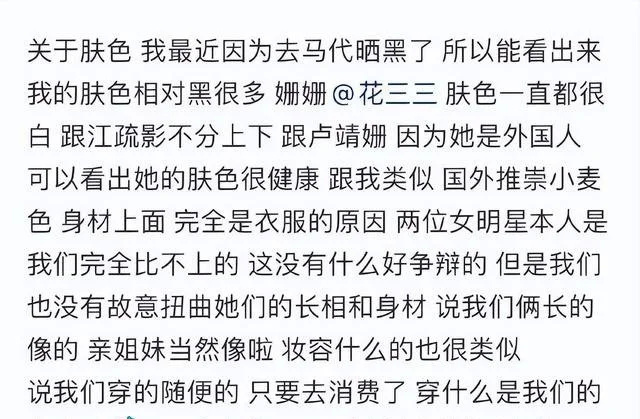 关于肤色 我最近因为去马代晒黑了 所以能看出来
我的肤色相对黑很多 姗姗@花三三 肤色一直都很
白 跟江疏影不分上下 跟卢靖姗 因为她是外国人
可以看出她的肤色很健康 跟我类似 国外推崇小麦
色 身材上面 完全是衣服的原因 两位女明星本人是
我们完全比不上的 这没有什么好争辩的 但是我们
也没有故意扭曲她们的长相和身材 说我们俩长的
像的 亲姐妹当然像啦 妆容什么的也很类似
说我们穿的随便的 只要去消费了 穿什么是我们的